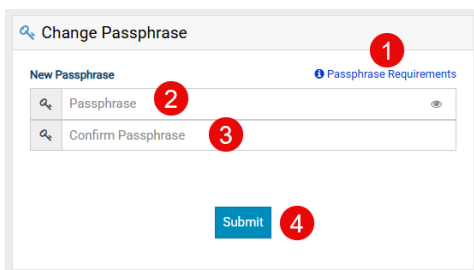 Change Passphrase
1
New Passphrase Passphrase Requirements
Passphrase 2
Confirm Passphrase 3
Submit 4